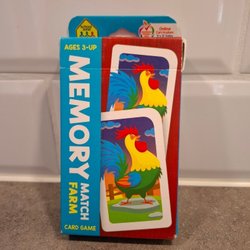 AGES 3-UP
MEMORY
MATCH
FARM
CARD GAME